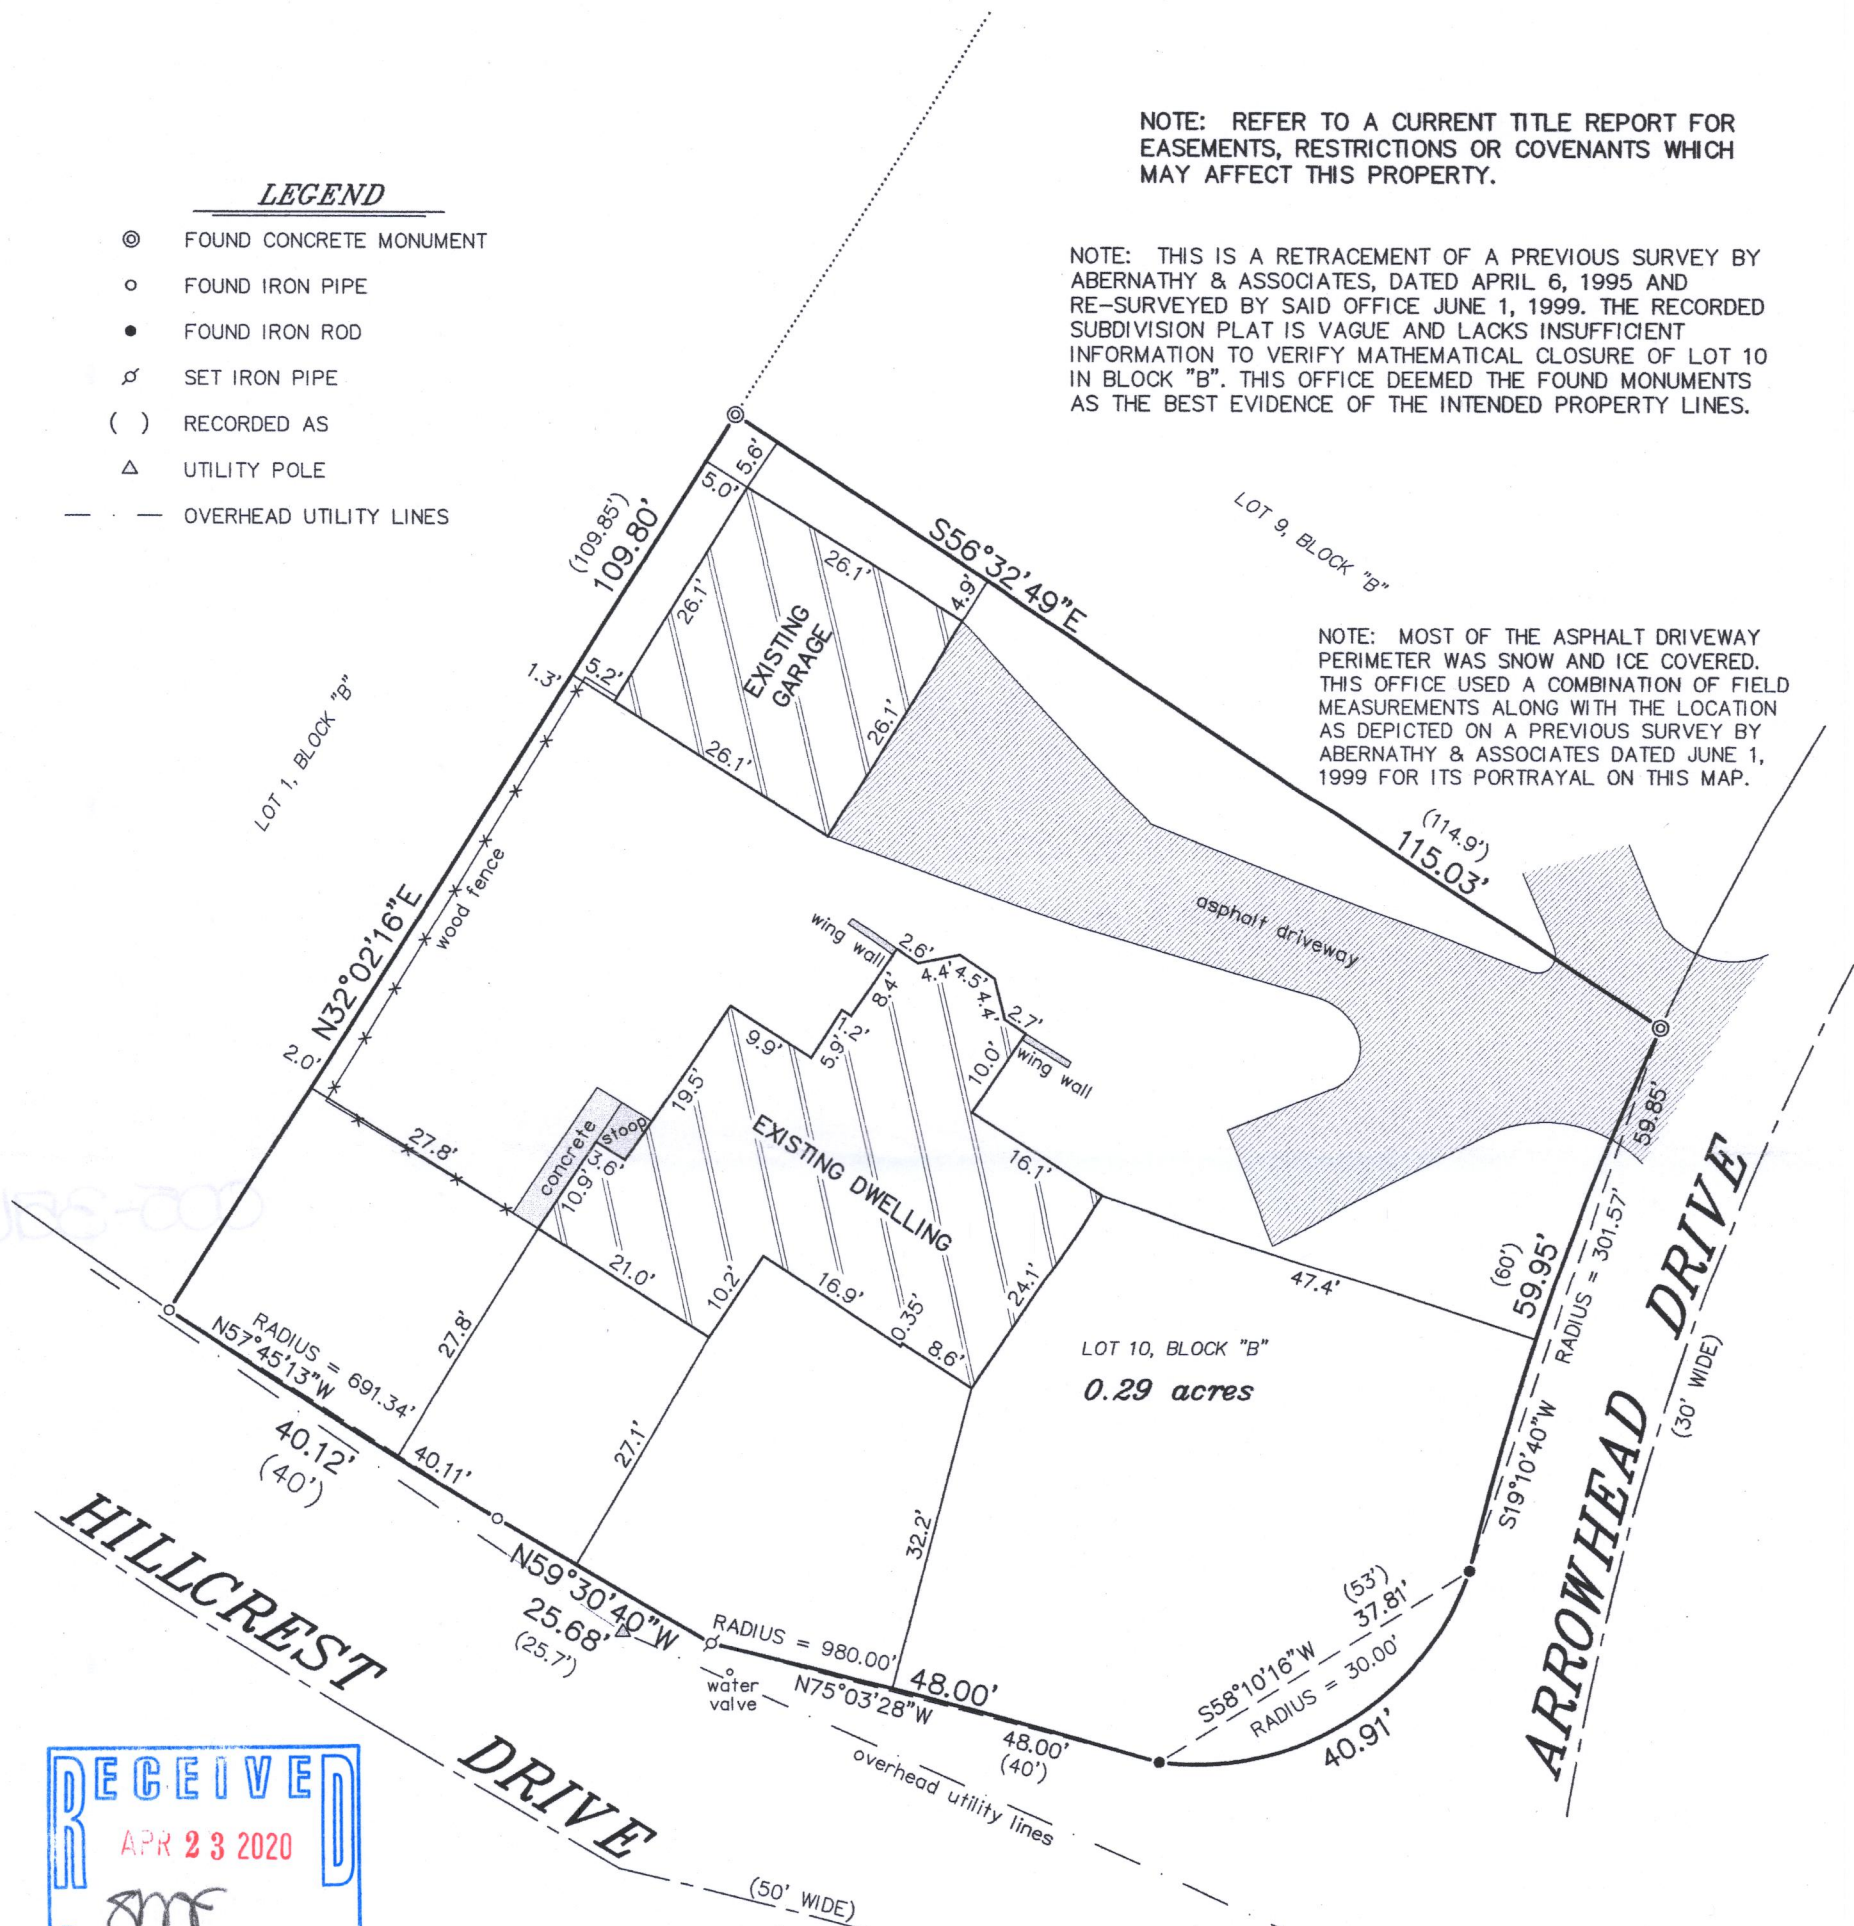 NOTE: REFER TO A CURRENT TITLE REPORT FOR
EASEMENTS, RESTRICTIONS OR COVENANTS WHICH
MAY AFFECT THIS PROPERTY.
LEGEND
FOUND CONCRETE MONUMENT
FOUND IRON PIPE
FOUND IRON ROD
SET IRON PIPE
( ) RECORDED AS
UTILITY POLE
OVERHEAD UTILITY LINES
NOTE: THIS IS A RETRACEMENT OF A PREVIOUS SURVEY BY
ABERNATHY & ASSOCIATES, DATED APRIL 6, 1995 AND
RE-SURVEYED BY SAID OFFICE JUNE 1, 1999. THE RECORDED
SUBDIVISION PLAT IS VAGUE AND LACKS INSUFFICIENT
INFORMATION TO VERIFY MATHEMATICAL CLOSURE OF LOT 10
IN BLOCK "B". THIS OFFICE DEEMED THE FOUND MONUMENTS
AS THE BEST EVIDENCE OF THE INTENDED PROPERTY LINES.
LOT 9, BLOCK "B"
NOTE: MOST OF THE ASPHALT DRIVEWAY
PERIMETER WAS SNOW AND ICE COVERED.
THIS OFFICE USED A COMBINATION OF FIELD
MEASUREMENTS ALONG WITH THE LOCATION
AS DEPICTED ON A PREVIOUS SURVEY BY
ABERNATHY & ASSOCIATES DATED JUNE 1,
1999 FOR ITS PORTRAYAL ON THIS MAP.
5.6'
5.0'
(109.85')
109.80'
S56°32'49"E
26.1'
26.1'
4.9'
EXISTING
GARAGE
1.3'
5.2'
26.1'
26.1'
LOT 1, BLOCK "B"
(114.9')
115.03'
wood fence
N32°02'16"E
asphalt driveway
wing wall
2.6'
4.4'
4.5'
4.4'
2.7'
8.4'
1.2'
5.9'
9.9'
10.0'
wing wall
2.0'
19.5'
59.85'
concrete
stoop
3.6'
10.9'
27.8'
EXISTING DWELLING
16.1'
21.0'
10.2'
16.9'
0.35'
8.6'
24.1'
47.4'
(60')
59.95'
RADIUS = 301.57'
S19°10'40"W
ARROWHEAD DRIVE
(30' WIDE)
LOT 10, BLOCK "B"
0.29 acres
RADIUS = 691.34'
N57°45'13"W
27.8'
40.12'
(40')
40.11'
27.1'
32.2'
N59°30'40"W
25.68'
(25.7')
RADIUS = 980.00'
48.00'
N75°03'28"W
48.00'
(40')
water
valve
overhead utility lines
(53')
37.81'
S58°10'16"W
RADIUS = 30.00'
40.91'
HILLCREST DRIVE
(50' WIDE)
RECEIVED
APR 23 2020